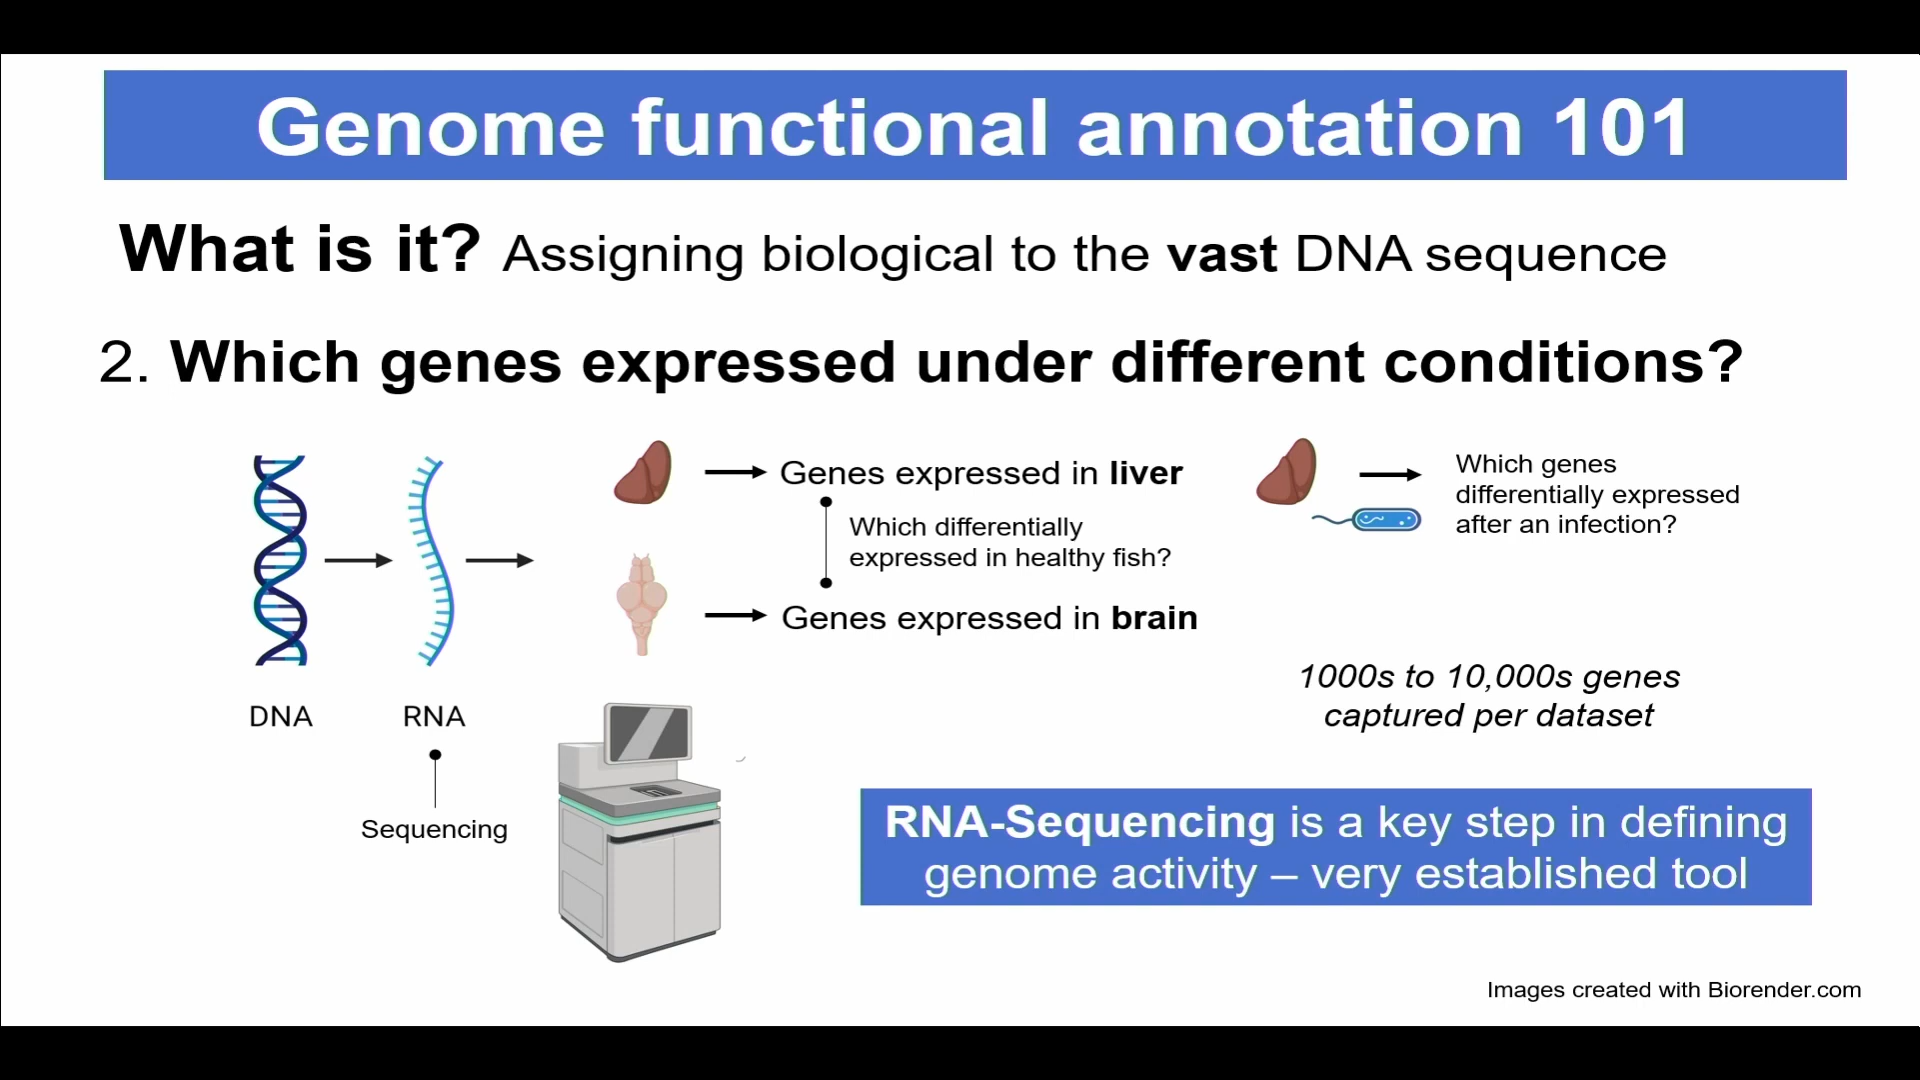 Genome functional annotation 101
What is it? Assigning biological to the vast DNA sequence
2. Which genes expressed under different conditions?
Genes expressed in liver
Which differentially
expressed in healthy fish?
Genes expressed in brain
Which genes
differentially expressed
after an infection?
DNA
RNA
Sequencing
1000s to 10,000s genes
captured per dataset
RNA-Sequencing is a key step in defining
genome activity – very established tool
Images created with Biorender.com